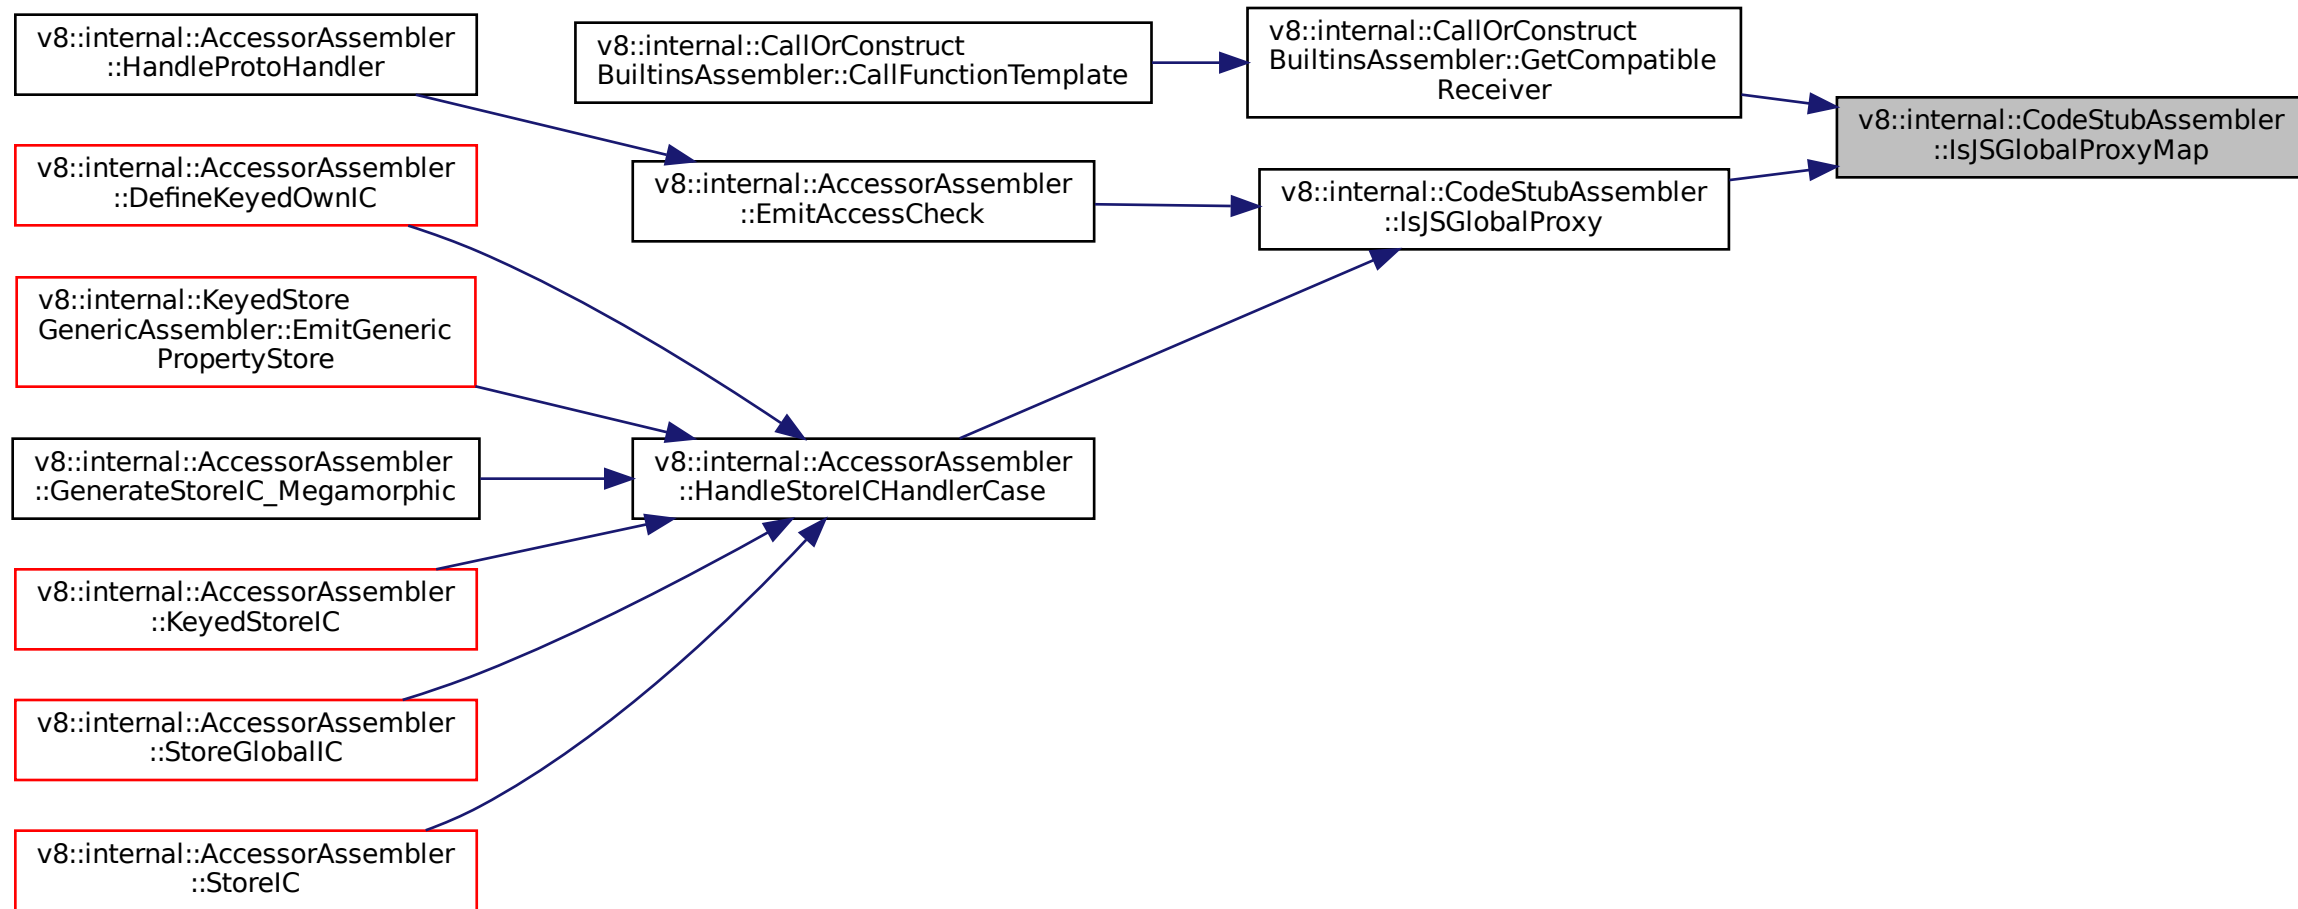 v8::internal::AccessorAssembler
::HandleProtoHandler
v8::internal::CallOrConstruct
BuiltinsAssembler::CallFunctionTemplate
v8::internal::CallOrConstruct
BuiltinsAssembler::GetCompatible
Receiver
v8::internal::CodeStubAssembler
::IsJSGlobalProxyMap
v8::internal::AccessorAssembler
::DefineKeyedOwnIC
v8::internal::AccessorAssembler
::EmitAccessCheck
v8::internal::CodeStubAssembler
::IsJSGlobalProxy
v8::internal::KeyedStore
GenericAssembler::EmitGeneric
PropertyStore
v8::internal::AccessorAssembler
::GenerateStoreIC_Megamorphic
v8::internal::AccessorAssembler
::HandleStoreICHandlerCase
v8::internal::AccessorAssembler
::KeyedStoreIC
v8::internal::AccessorAssembler
::StoreGlobalIC
v8::internal::AccessorAssembler
::StoreIC